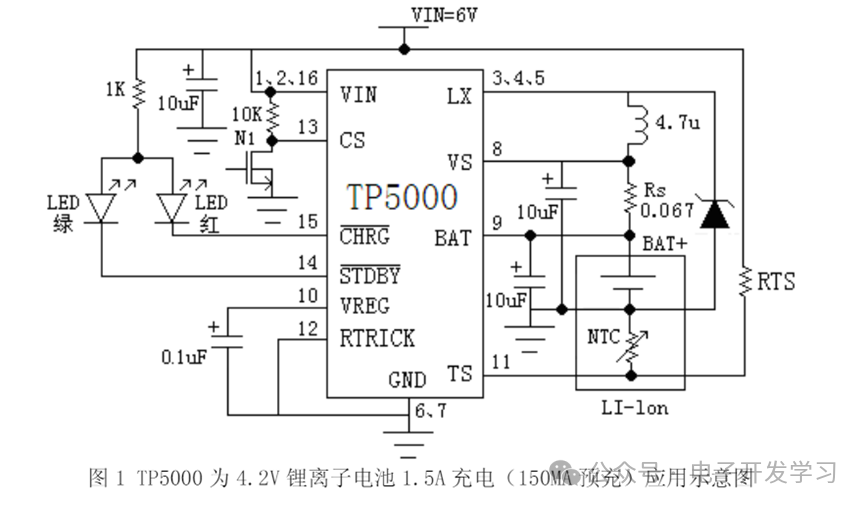 VIN=6V
1、2、16
3、4、5
1K
10uF
10K
VIN
LX
4.7u
N1
13
CS
8
VS
TP5000
Rs
0.067
LED
绿
LED
红
10uF
15
CHRG
BAT
9
BAT+
14
STDBY
10uF
RTS
10
VREG
NTC
0.1uF
12
RTRICK
TS
11
GND
6、7
LI-lon
图 1 TP5000 为 4.2V 锂离子电池 1.5A 充电（150MA 预充）应用示意图
公众号 · 电子开发学习